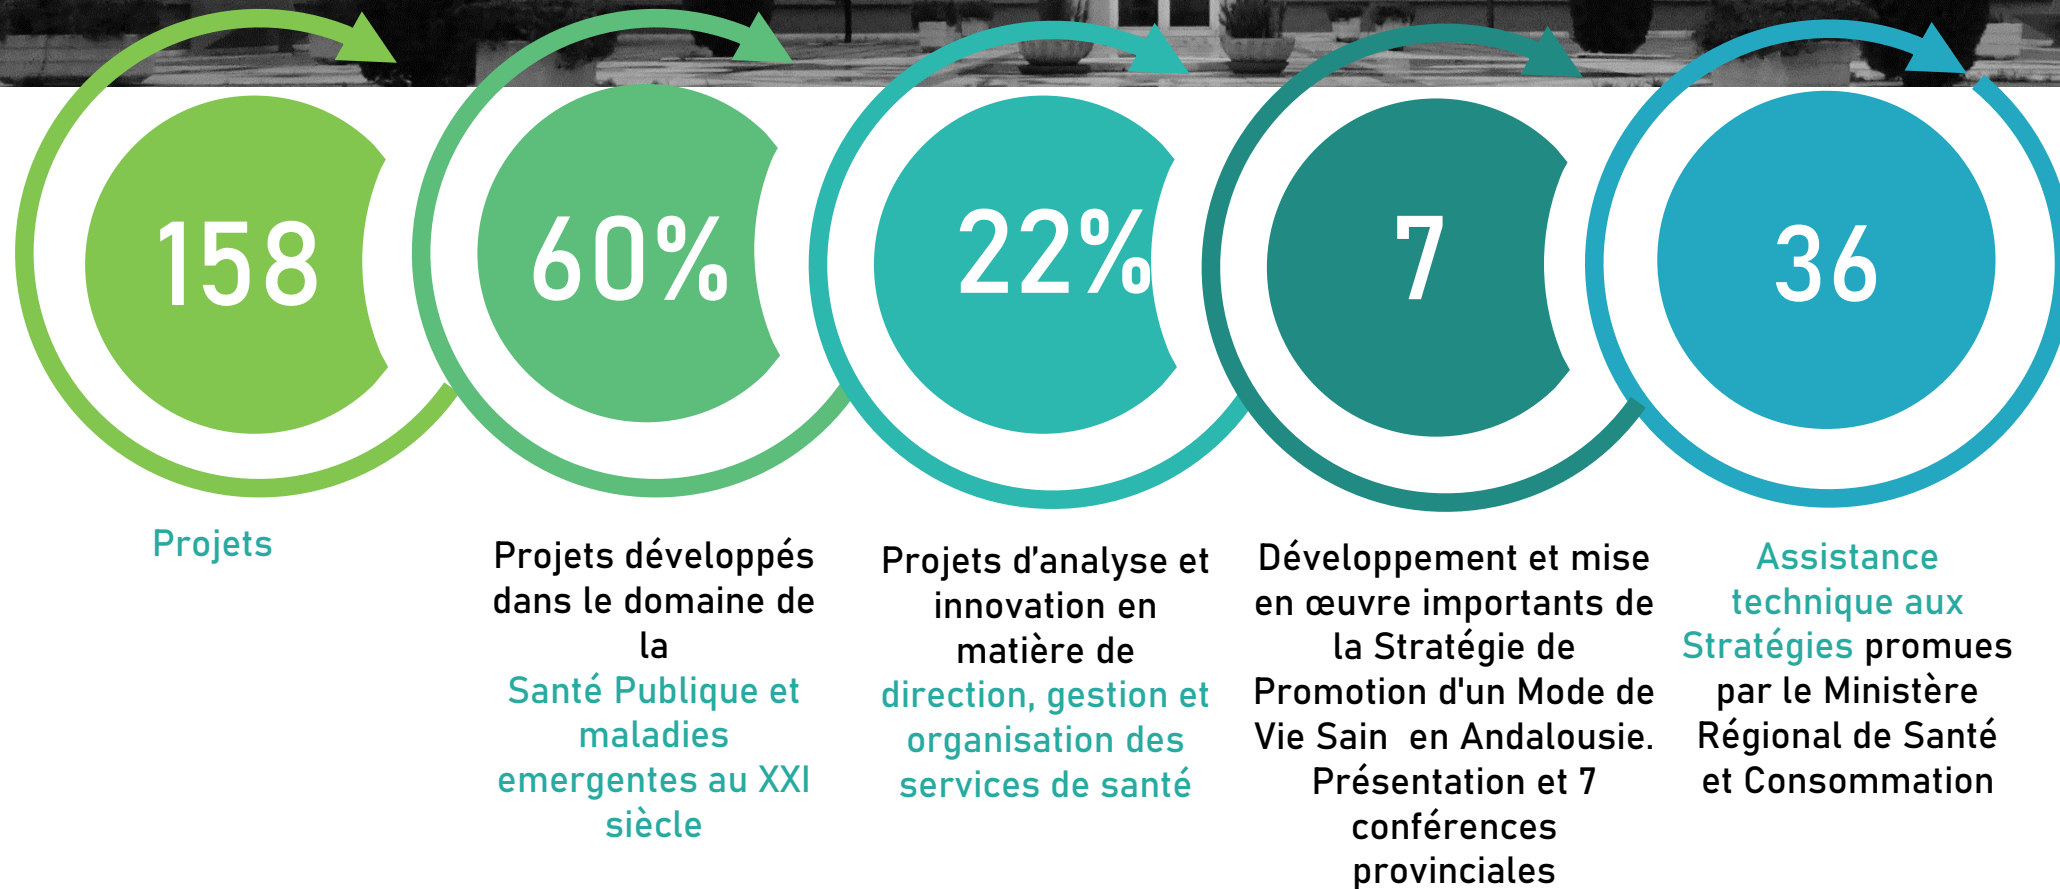 158
Projets
60%
Projets développés
dans le domaine de
la
Santé Publique et
maladies
emergentes au XXI
siècle
22%
Projets d’analyse et
innovation en
matière de
direction, gestion et
organisation des
services de santé
7
Développement et mise
en œuvre importants de
la Stratégie de
Promotion d'un Mode de
Vie Sain  en Andalousie.
Présentation et 7
conférences
provinciales
36
Assistance
technique aux
Stratégies promues
par le Ministère
Régional de Santé
et Consommation